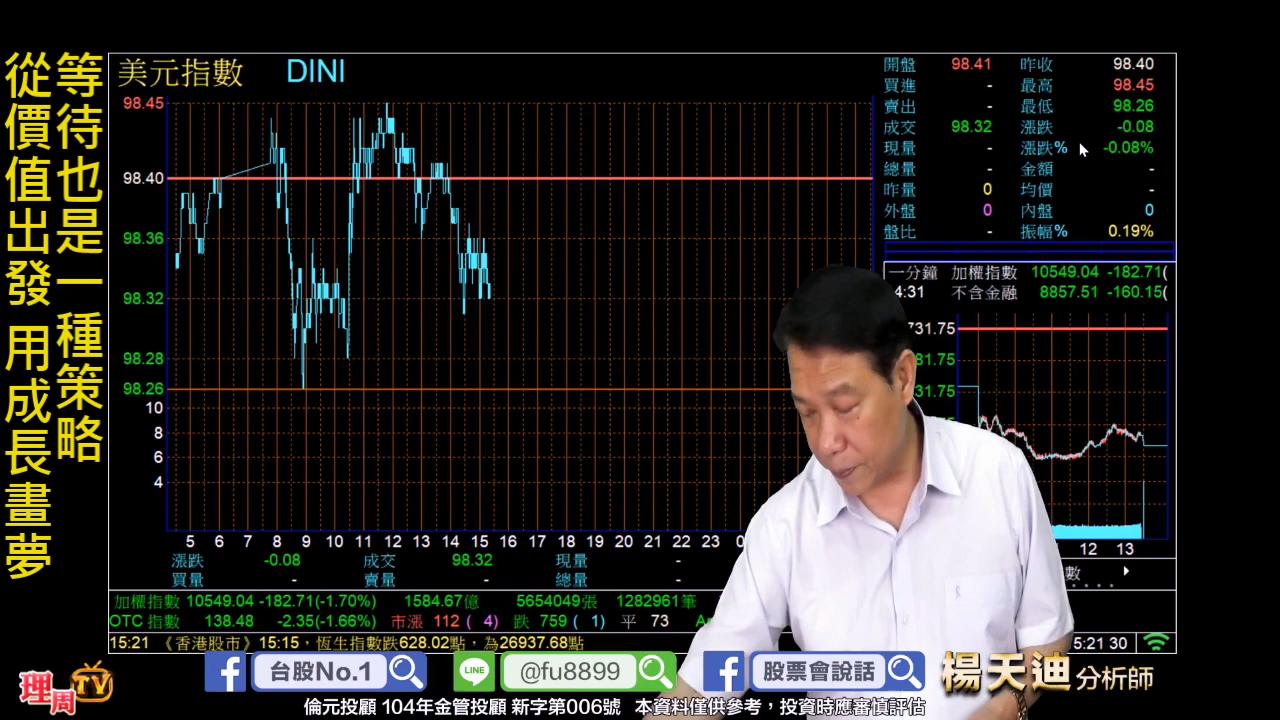 等待也是一種策略
從價值出發 用成長畫夢
美元指數 DINI
98.45
98.40
98.36
98.32
98.28
98.26
10
8
6
4
5 6 7 8 9 10 11 12 13 14 15 16 17 18 19 20 21 22 23 0
漲跌 -0.08 成交 98.32 現量 -
買量 - 賣量 - 總量 -
開盤 98.41 昨收 98.40
買進 - 最高 98.45
賣出 - 最低 98.26
成交 98.32 漲跌 -0.08
現量 - 漲跌% -0.08%
總量 - 金額 -
昨量 0 均價 -
外盤 0 內盤 0
盤比 - 振幅% 0.19%
一分鐘 加權指數 10549.04 -182.71(
4:31 不含金融 8857.51 -160.15(
731.75
31.75
31.75
12 13
數
加權指數 10549.04 -182.71(-1.70%) 1584.67億 5654049張 1282961筆
OTC 指數 138.48 -2.35(-1.66%) 市漲 112 ( 4) 跌 759 ( 1) 平 73
15:21 《香港股市》15:15，恆生指數跌628.02點，為26937.68點
5:21 30
理周TV
台股No.1
LINE
@fu8899
股票會說話
楊天迪 分析師
倫元投顧 104年金管投顧 新字第006號 本資料僅供參考，投資時應審慎評估